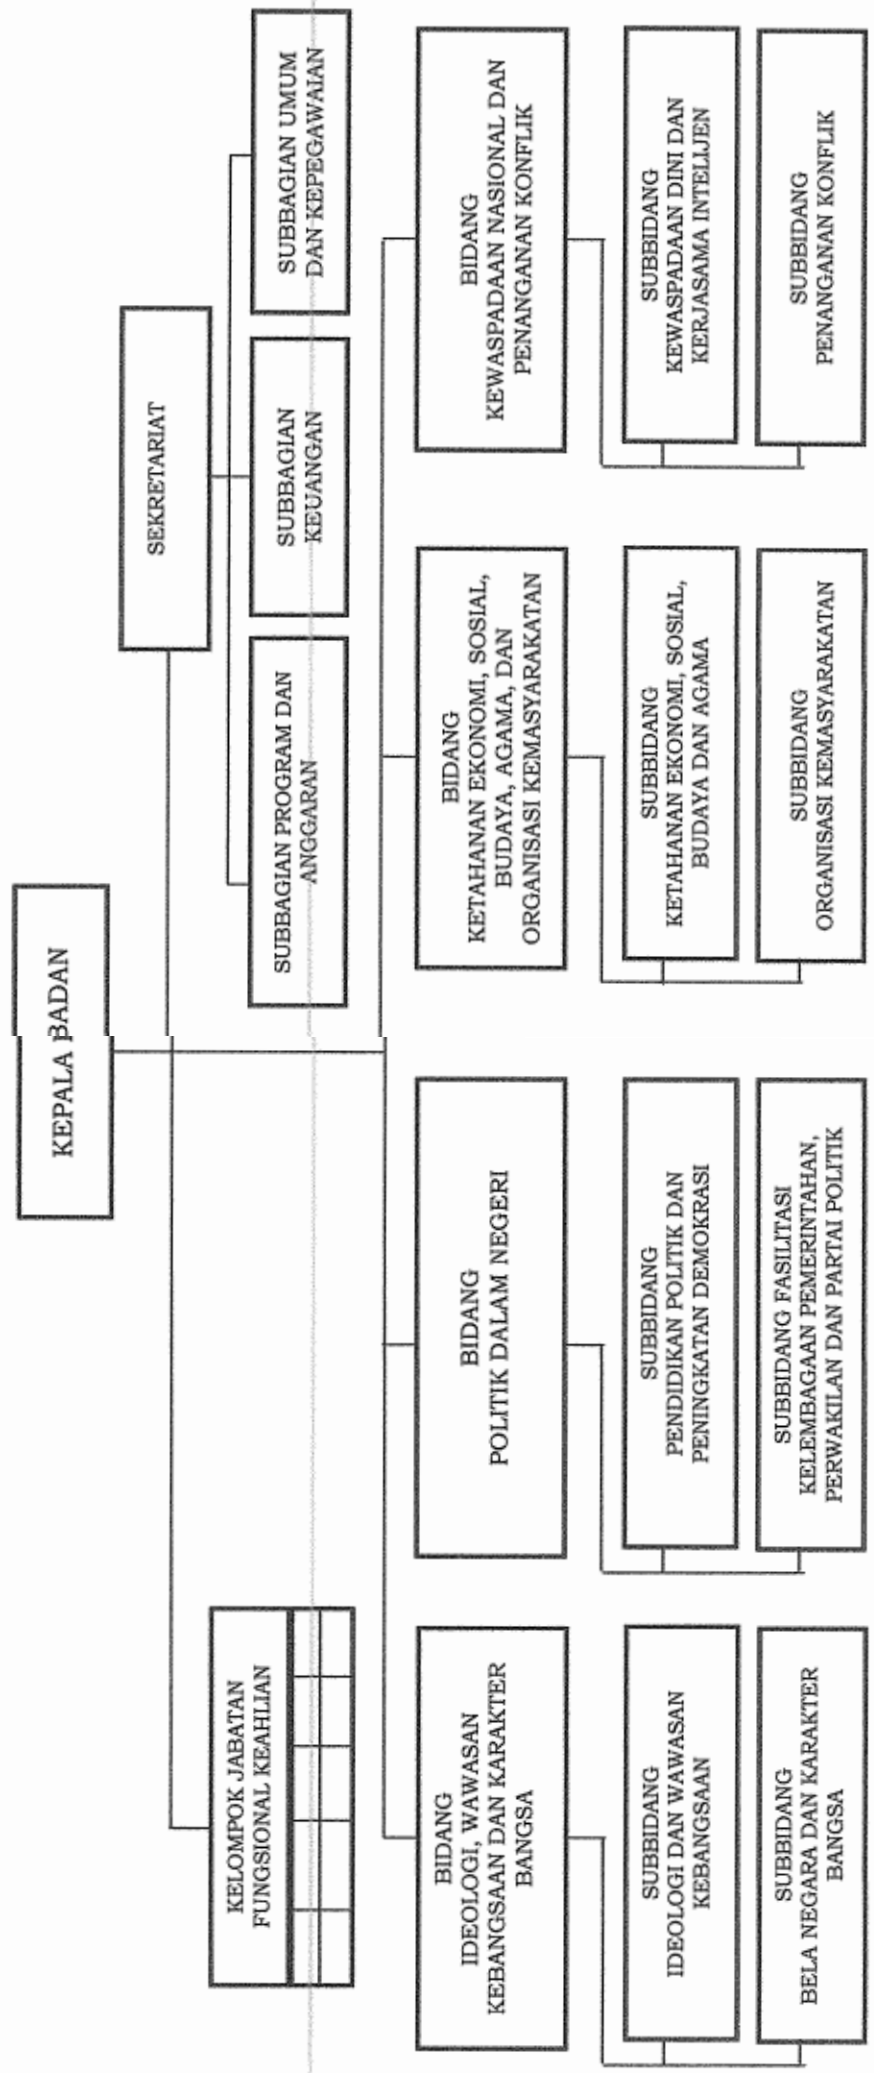 KEPALA BADAN
SEKRETARIAT
KELOMPOK JABATAN
FUNGSIONAL KEAHLIAN
SUBBAGIAN PROGRAM DAN
ANGGARAN
SUBBAGIAN
KEUANGAN
SUBBAGIAN UMUM
DAN KEPEGAWAIAN
BIDANG
IDEOLOGI, WAWASAN
KEBANGSAAN DAN KARAKTER
BANGSA
BIDANG
POLITIK DALAM NEGERI
BIDANG
KETAHANAN EKONOMI, SOSIAL,
BUDAYA, AGAMA, DAN
ORGANISASI KEMASYARAKATAN
BIDANG
KEWASPADAAN NASIONAL DAN
PENANGANAN KONFLIK
SUBBIDANG
IDEOLOGI DAN WAWASAN
KEBANGSAAN
SUBBIDANG
PENDIDIKAN POLITIK DAN
PENINGKATAN DEMOKRASI
SUBBIDANG
KETAHANAN EKONOMI, SOSIAL,
BUDAYA DAN AGAMA
SUBBIDANG
KEWASPADAAN DINI DAN
KERJASAMA INTELIJEN
SUBBIDANG
BELA NEGARA DAN KARAKTER
BANGSA
SUBBIDANG FASILITASI
KELEMBAGAAN PEMERINTAHAN,
PERWAKILAN DAN PARTAI POLITIK
SUBBIDANG
ORGANISASI KEMASYARAKATAN
SUBBIDANG
PENANGANAN KONFLIK